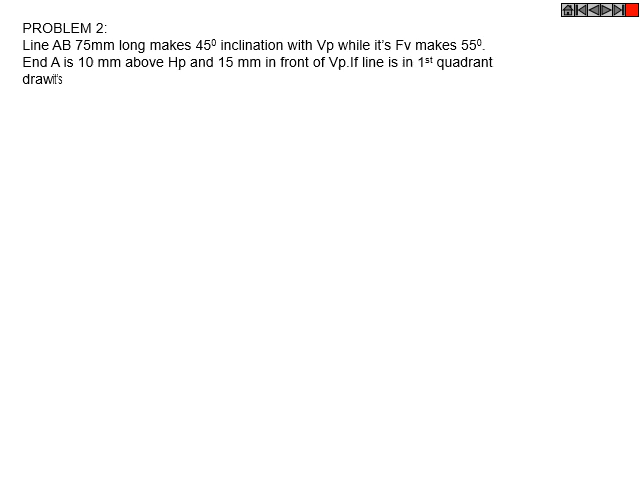 PROBLEM 2:
Line AB 75mm long makes 45⁰ inclination with Vp while it’s Fv makes 55⁰.
End A is 10 mm above Hp and 15 mm in front of Vp.If line is in 1ˢᵗ quadrant
drawit’s